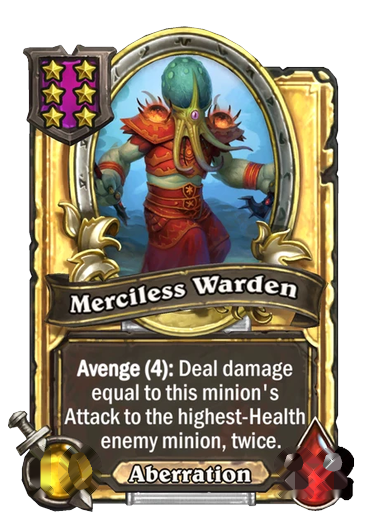 Merciless Warden
Avenge (4): Deal damage
equal to this minion's
Attack to the highest-Health
enemy minion, twice.
Aberration